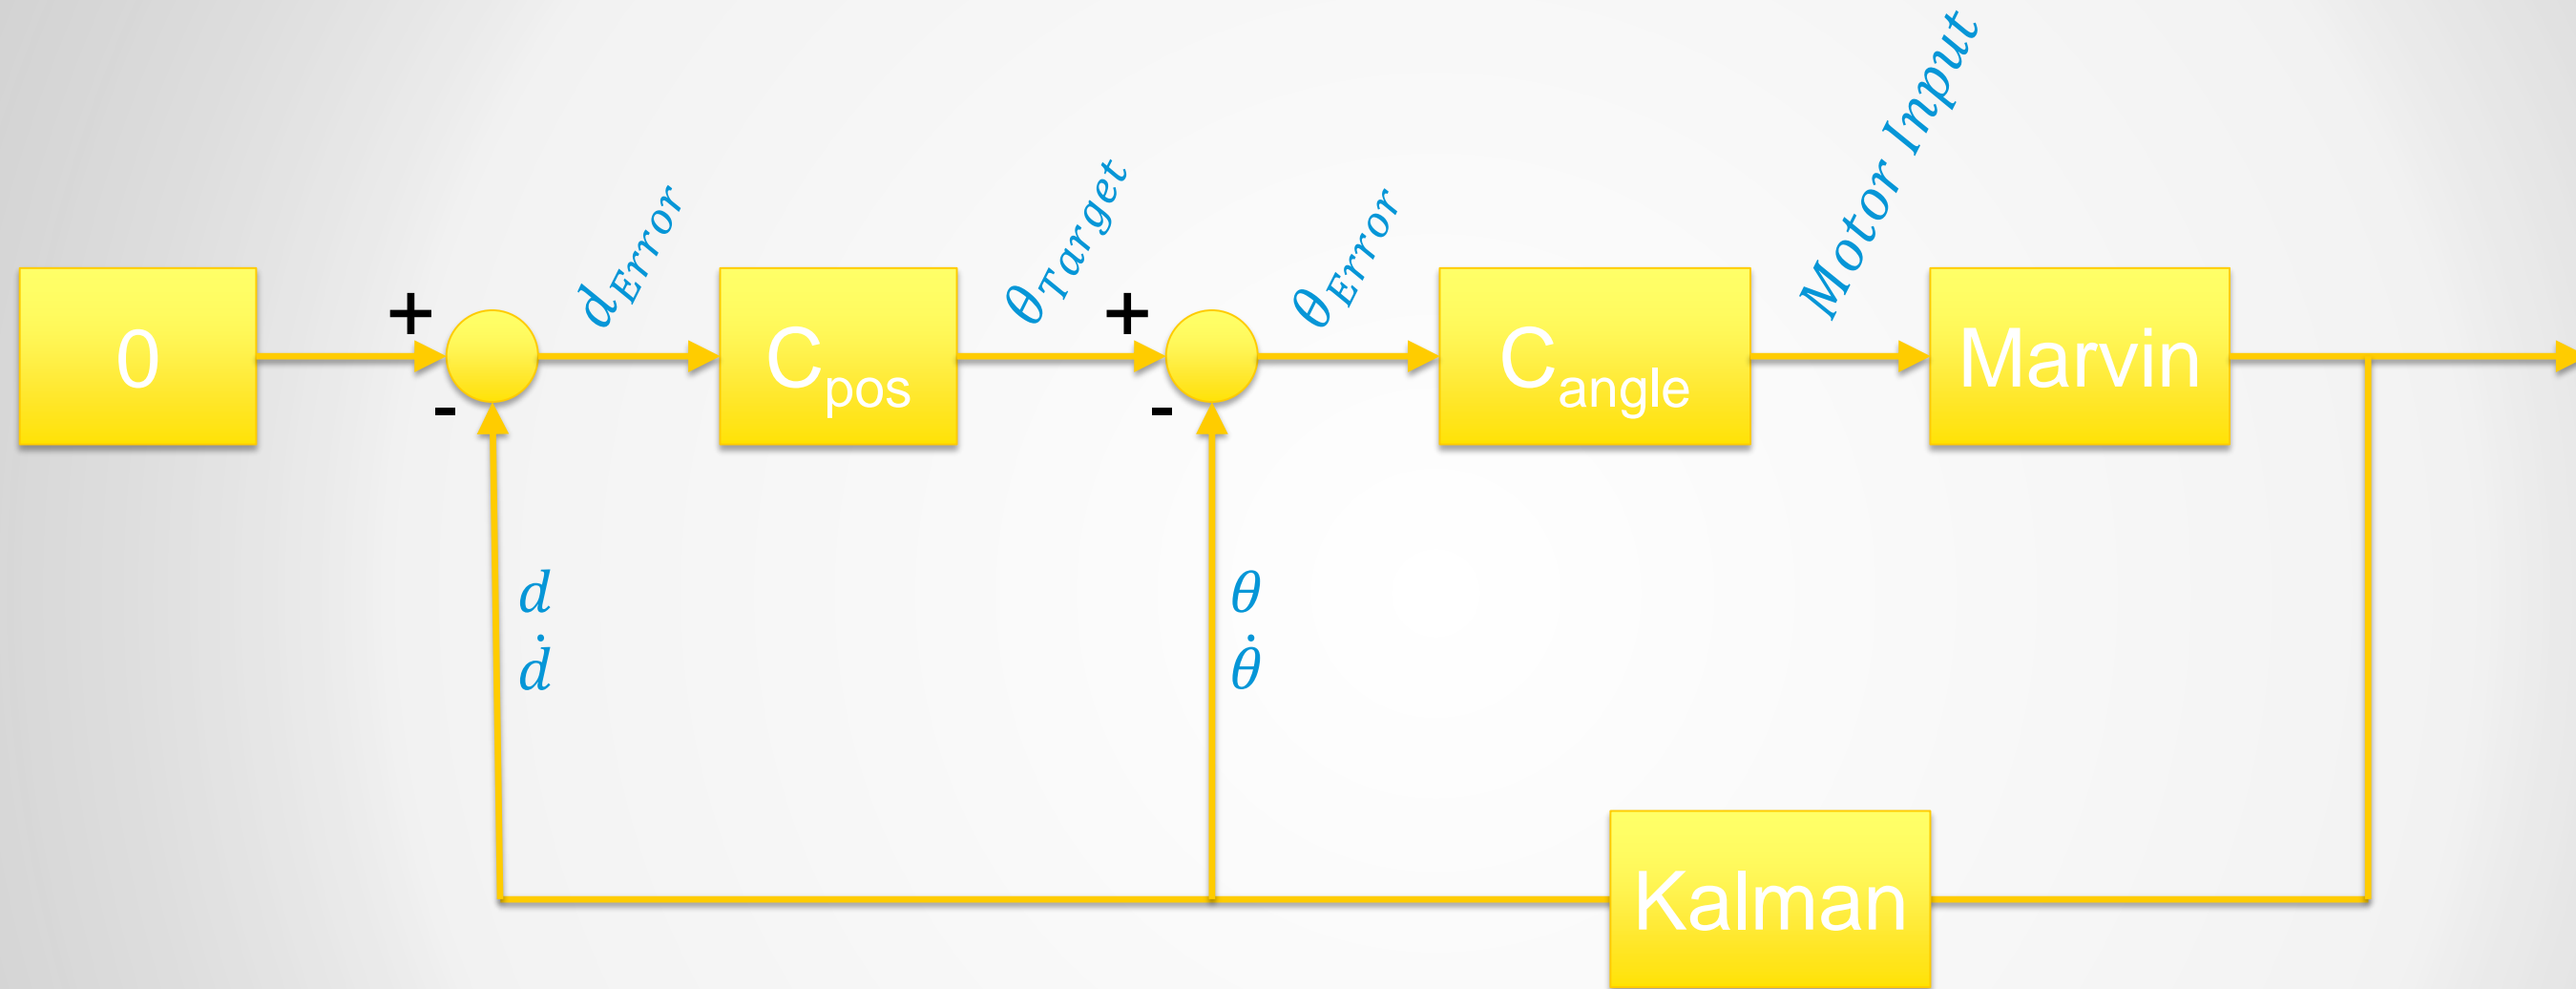 Motor Input
d_Error
θ_Target
θ_Error
+
+
0
C_pos
C_angle
Marvin
-
-
d
ḋ
θ
θ̇
Kalman